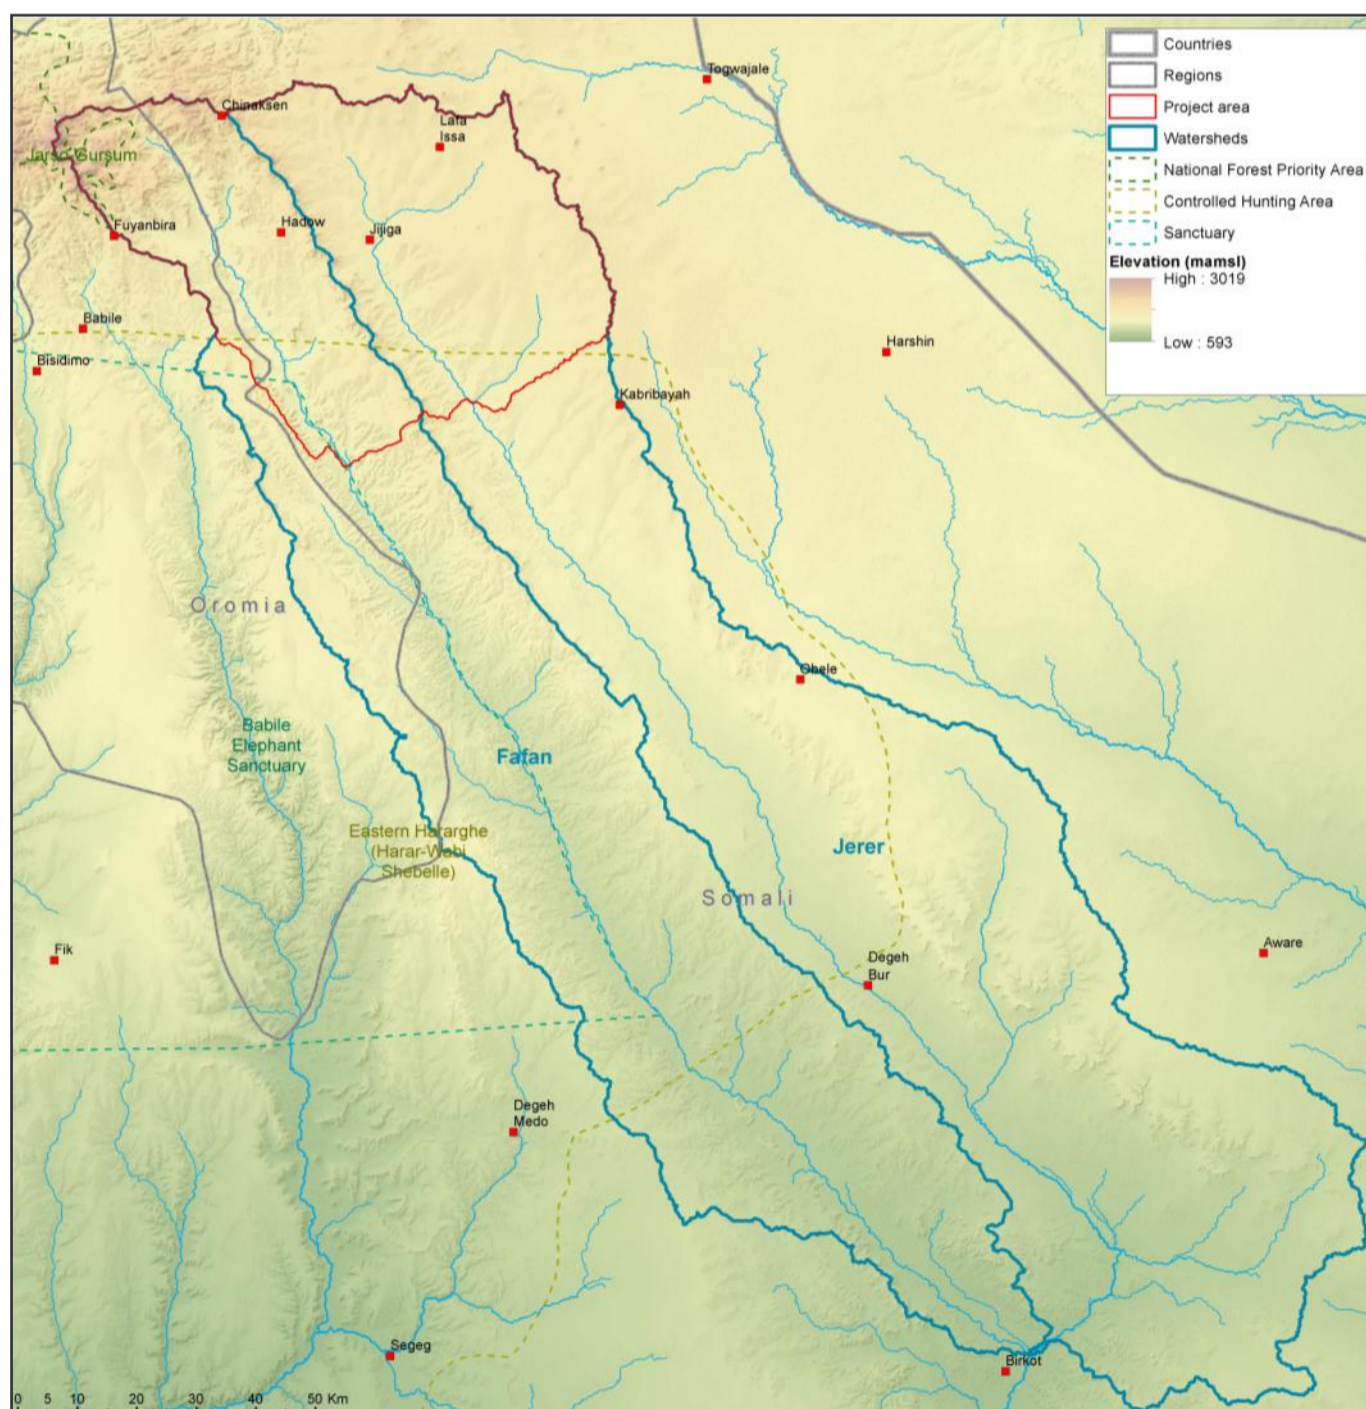 Countries
Regions
Project area
Watersheds
National Forest Priority Area
Controlled Hunting Area
Sanctuary
Elevation (mamsl)
High : 3019
Low : 593
Togwajale
Chinaksen
Lafa
Issa
Jarso Gursum
Fuyanbira
Hadow
Jijiga
Babile
Bisidimo
Harshin
Kabribayah
Oromia
Obele
Babile
Elephant
Sanctuary
Fafan
Eastern Hararghe
(Harar-Wabi
Shebelle)
Jerer
Somali
Fik
Degeh
Bur
Aware
Degeh
Medo
Segeg
Birkot
0 5 10 20 30 40 50 Km